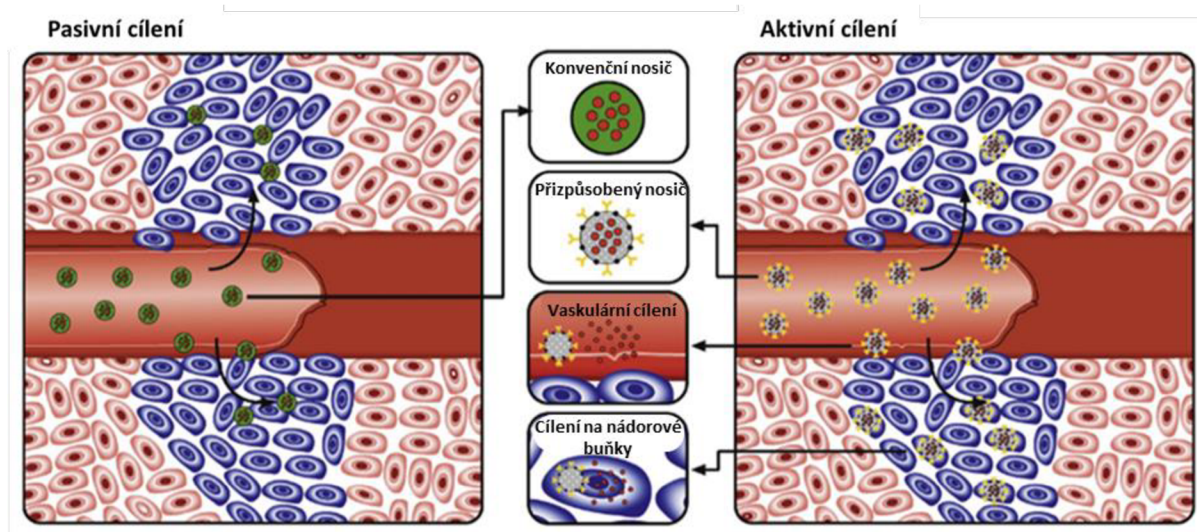 Pasivní cílení
Aktivní cílení
Konvenční nosič
Přizpůsobený nosič
Vaskulární cílení
Cílení na nádorové
buňky